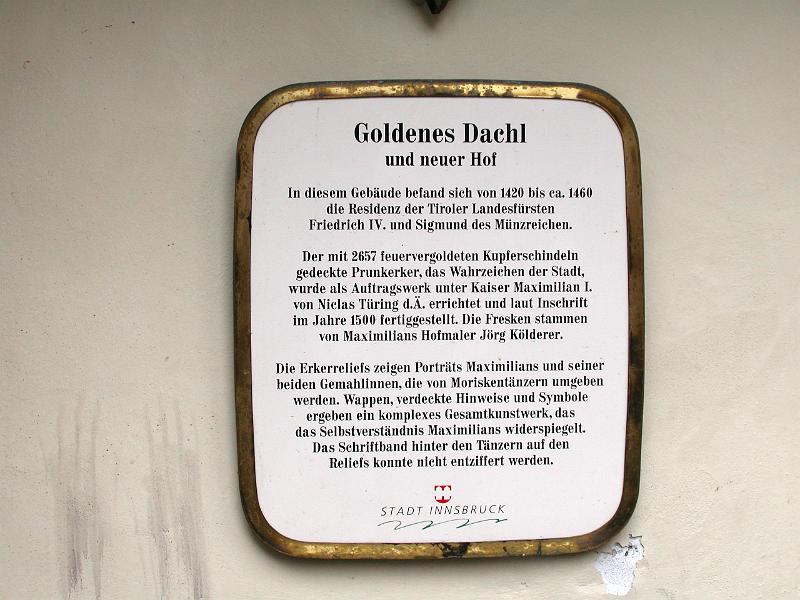 Goldenes Dachl
und neuer Hof
In diesem Gebäude befand sich von 1420 bis ca. 1460
die Residenz der Tiroler Landesfürsten
Friedrich IV. und Sigmund des Münzreichen.
Der mit 2657 feuervergoldeten Kupferschindeln
gedeckte Prunkerker, das Wahrzeichen der Stadt,
wurde als Auftragswerk unter Kaiser Maximilian I.
von Niclas Türing d.Ä. errichtet und laut Inschrift
im Jahre 1500 fertiggestellt. Die Fresken stammen
von Maximilians Hofmaler Jörg Kölderer.
Die Erkerreliefs zeigen Porträts Maximilians und seiner
beiden Gemahlinnen, die von Moriskentänzern umgeben
werden. Wappen, verdeckte Hinweise und Symbole
ergeben ein komplexes Gesamtkunstwerk, das
das Selbstverständnis Maximilians widerspiegelt.
Das Schriftband hinter den Tänzern auf den
Reliefs konnte nicht entziffert werden.
STADT INNSBRUCK